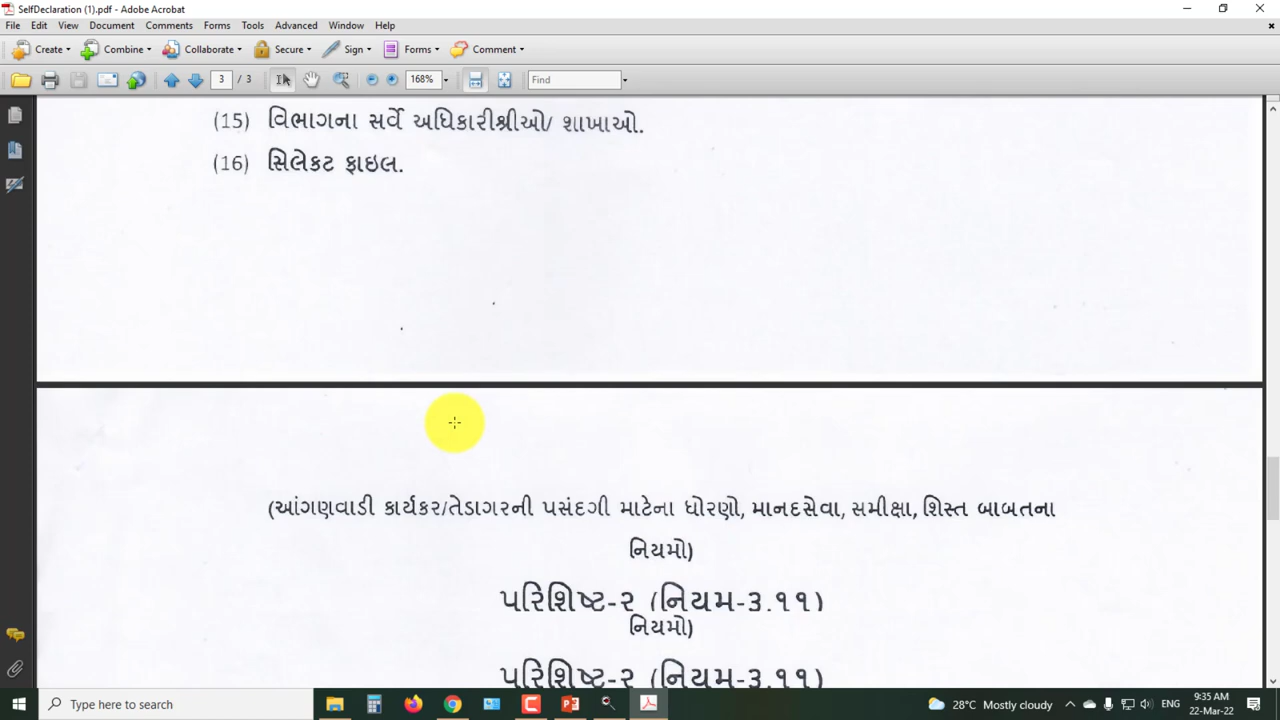 SelfDeclaration (1).pdf - Adobe Acrobat
File Edit View Document Comments Forms Tools Advanced Window Help
Create Combine Collaborate Secure Sign Forms Comment
3 / 3 168% Find
(15) વિભાગના સર્વે અધિકારીશ્રીઓ/ શાખાઓ.
(16) સિલેકટ ફાઇલ.
(આંગણવાડી કાર્યકર/તેડાગરની પસંદગી માટેના ધોરણો, માનદસેવા, સમીક્ષા, શિસ્ત બાબતના
નિયમો)
પરિશિષ્ટ-ર (નિયમ-૩.૧૧)
નિયમો)
પરિશિષ્ટ-ર (નિયમ-૩.૧૧)
Type here to search
28°C Mostly cloudy ENG 9:35 AM
22-Mar-22